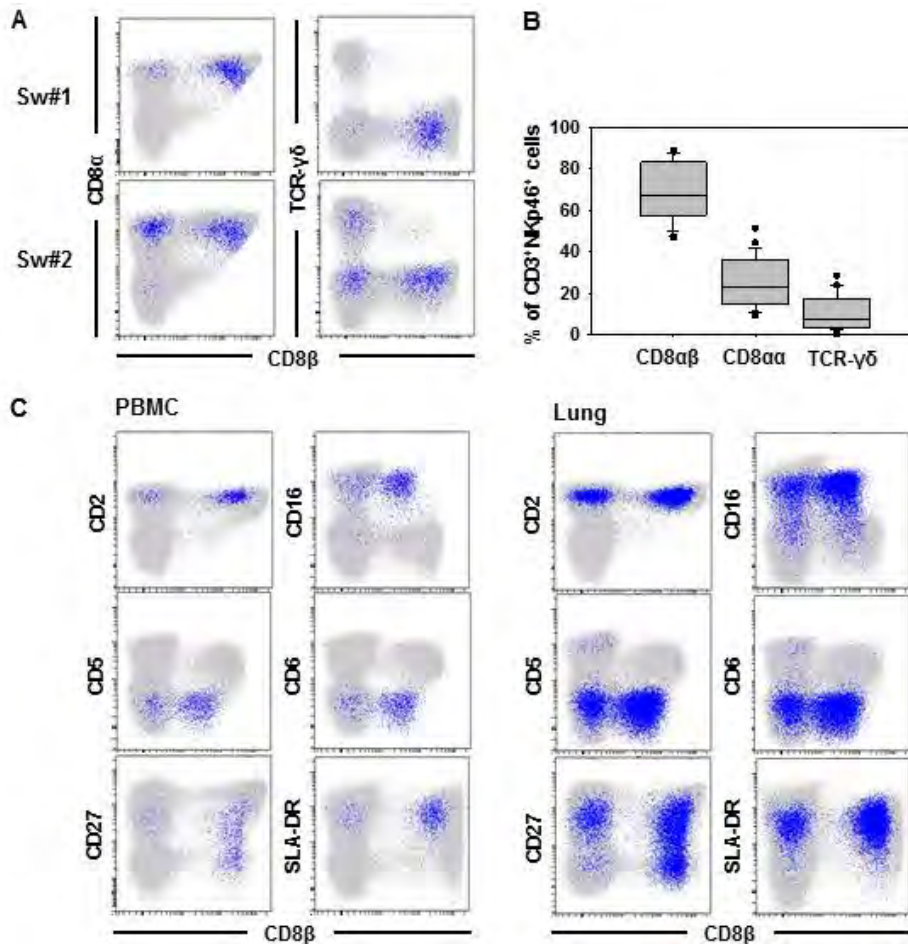 A
Sw#1
Sw#2
CD8α
TCR-γδ
CD8β
B
% of CD3⁺NKp46⁺ cells
100
80
60
40
20
0
CD8αβ
CD8αα
TCR-γδ
C
PBMC
CD2
CD16
CD5
CD6
CD27
SLA-DR
CD8β
Lung
CD2
CD16
CD5
CD6
CD27
SLA-DR
CD8β